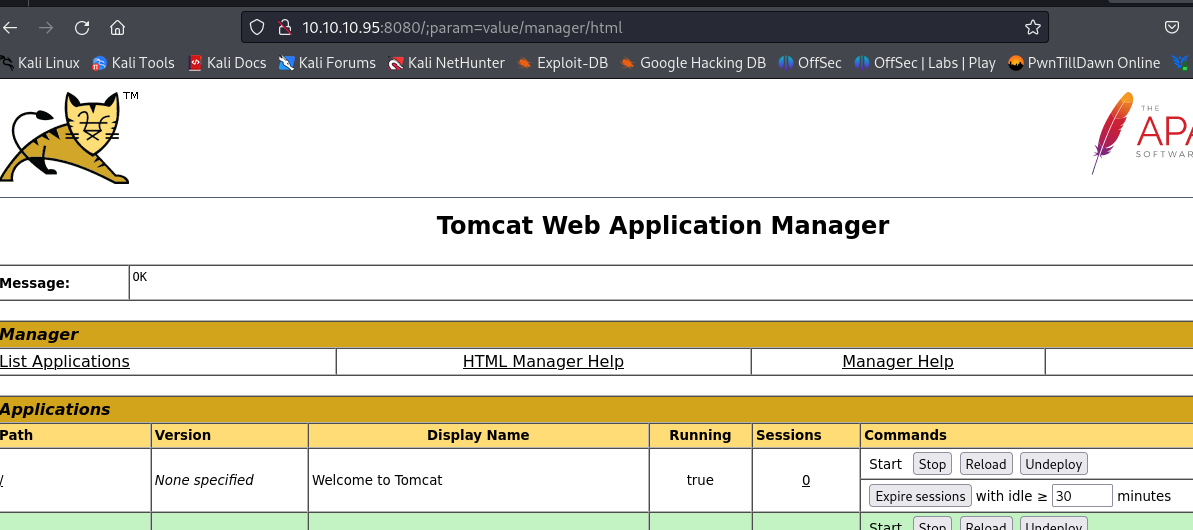 10.10.10.95:8080/;param=value/manager/html
Kali Linux Kali Tools Kali Docs Kali Forums Kali NetHunter Exploit-DB Google Hacking DB OffSec OffSec | Labs | Play PwnTillDawn Online
TM
THE
APA
SOFTWAR
Tomcat Web Application Manager
Message: OK
Manager
List Applications HTML Manager Help Manager Help
Applications
Path Version Display Name Running Sessions Commands
/ None specified Welcome to Tomcat true 0 Start Stop Reload Undeploy
Expire sessions with idle ≥ 30 minutes
Start Stop Reload Undeploy